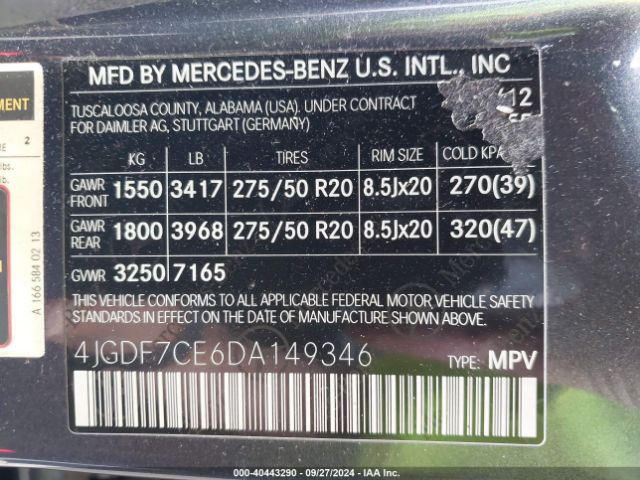 MFD BY MERCEDES-BENZ U.S. INTL., INC
TUSCALOOSA COUNTY, ALABAMA (USA). UNDER CONTRACT
FOR DAIMLER AG, STUTTGART (GERMANY)
/12
KG LB TIRES RIM SIZE COLD KPA
GAWR FRONT 1550 3417 275/50 R20 8.5Jx20 270(39)
GAWR REAR 1800 3968 275/50 R20 8.5Jx20 320(47)
GVWR 3250 7165
THIS VEHICLE CONFORMS TO ALL APPLICABLE FEDERAL MOTOR VEHICLE SAFETY
STANDARDS IN EFFECT ON THE DATE OF MANUFACTURE SHOWN ABOVE
4JGDF7CE6DA149346 TYPE: MPV
MENT
RE 2
lbs.
lb.
A 166 584 02 13
000-40443290 - 09/27/2024 - IAA Inc.